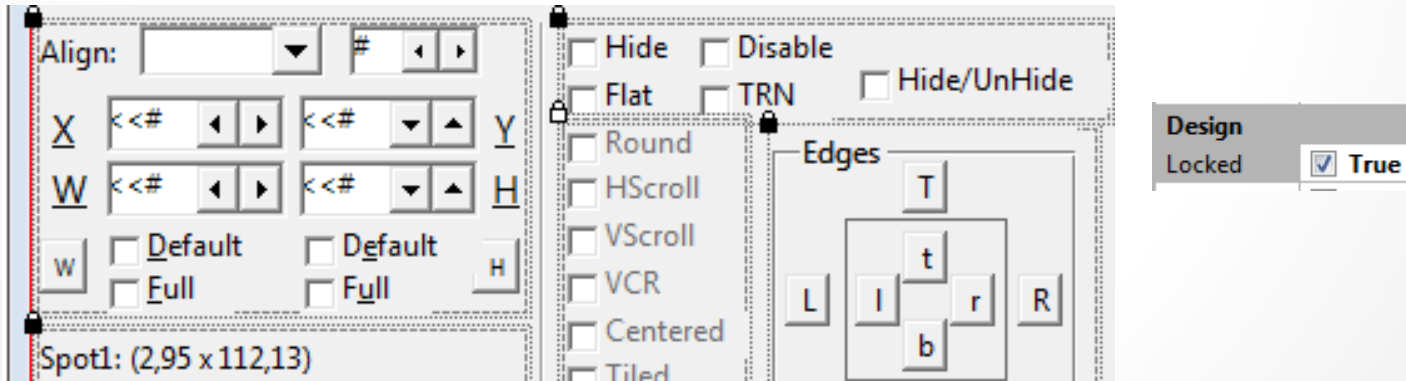 Align: #
X <<# <<# Y
W <<# <<# H
W Default Default H
Full Full
Spot1: (2,95 x 112,13)
Hide Disable
Flat TRN Hide/UnHide
Round
HScroll
VScroll
VCR
Centered
Tiled
Edges
T
t
L l r R
b
Design
Locked True